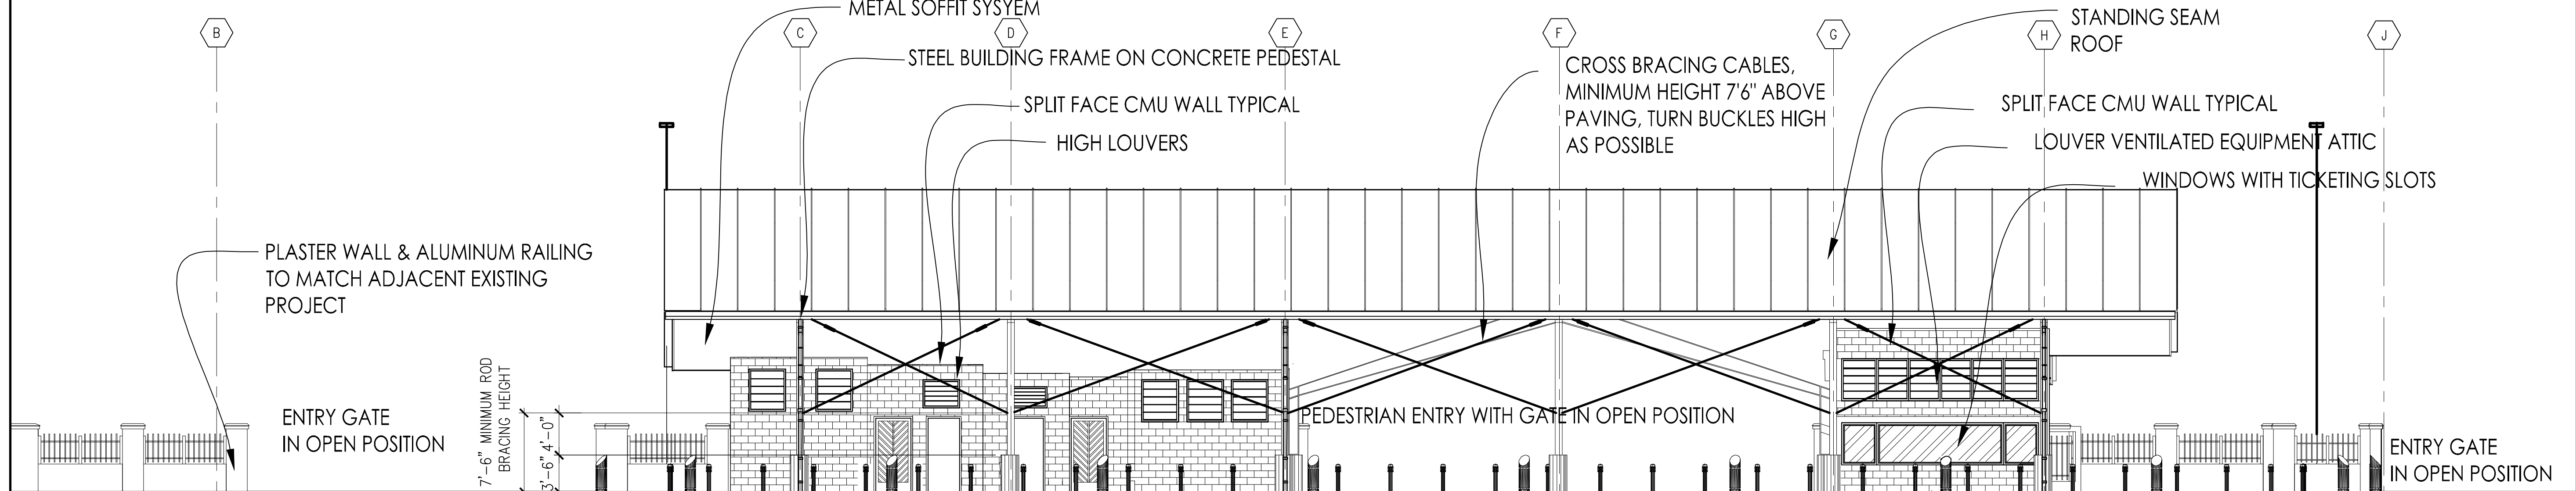 B
C
D
E
F
G
H
J
METAL SOFFIT SYSYEM
STEEL BUILDING FRAME ON CONCRETE PEDESTAL
SPLIT FACE CMU WALL TYPICAL
HIGH LOUVERS
CROSS BRACING CABLES,
MINIMUM HEIGHT 7'6" ABOVE
PAVING, TURN BUCKLES HIGH
AS POSSIBLE
STANDING SEAM
ROOF
SPLIT FACE CMU WALL TYPICAL
LOUVER VENTILATED EQUIPMENT ATTIC
WINDOWS WITH TICKETING SLOTS
PLASTER WALL & ALUMINUM RAILING
TO MATCH ADJACENT EXISTING
PROJECT
ENTRY GATE
IN OPEN POSITION
7'-6" MINIMUM ROD
BRACING HEIGHT
4'-0"
3'-6"
PEDESTRIAN ENTRY WITH GATE IN OPEN POSITION
ENTRY GATE
IN OPEN POSITION